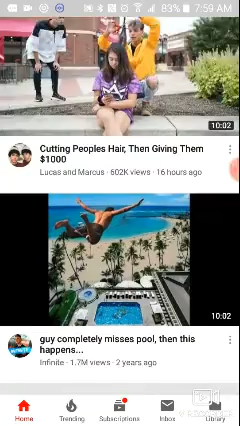 83% 7:59 AM
10:02
Cutting Peoples Hair, Then Giving Them
$1000
Lucas and Marcus · 602K views · 16 hours ago
10:02
guy completely misses pool, then this
happens...
Infinite · 1.7M views · 2 years ago
Home Trending Subscriptions Inbox Library